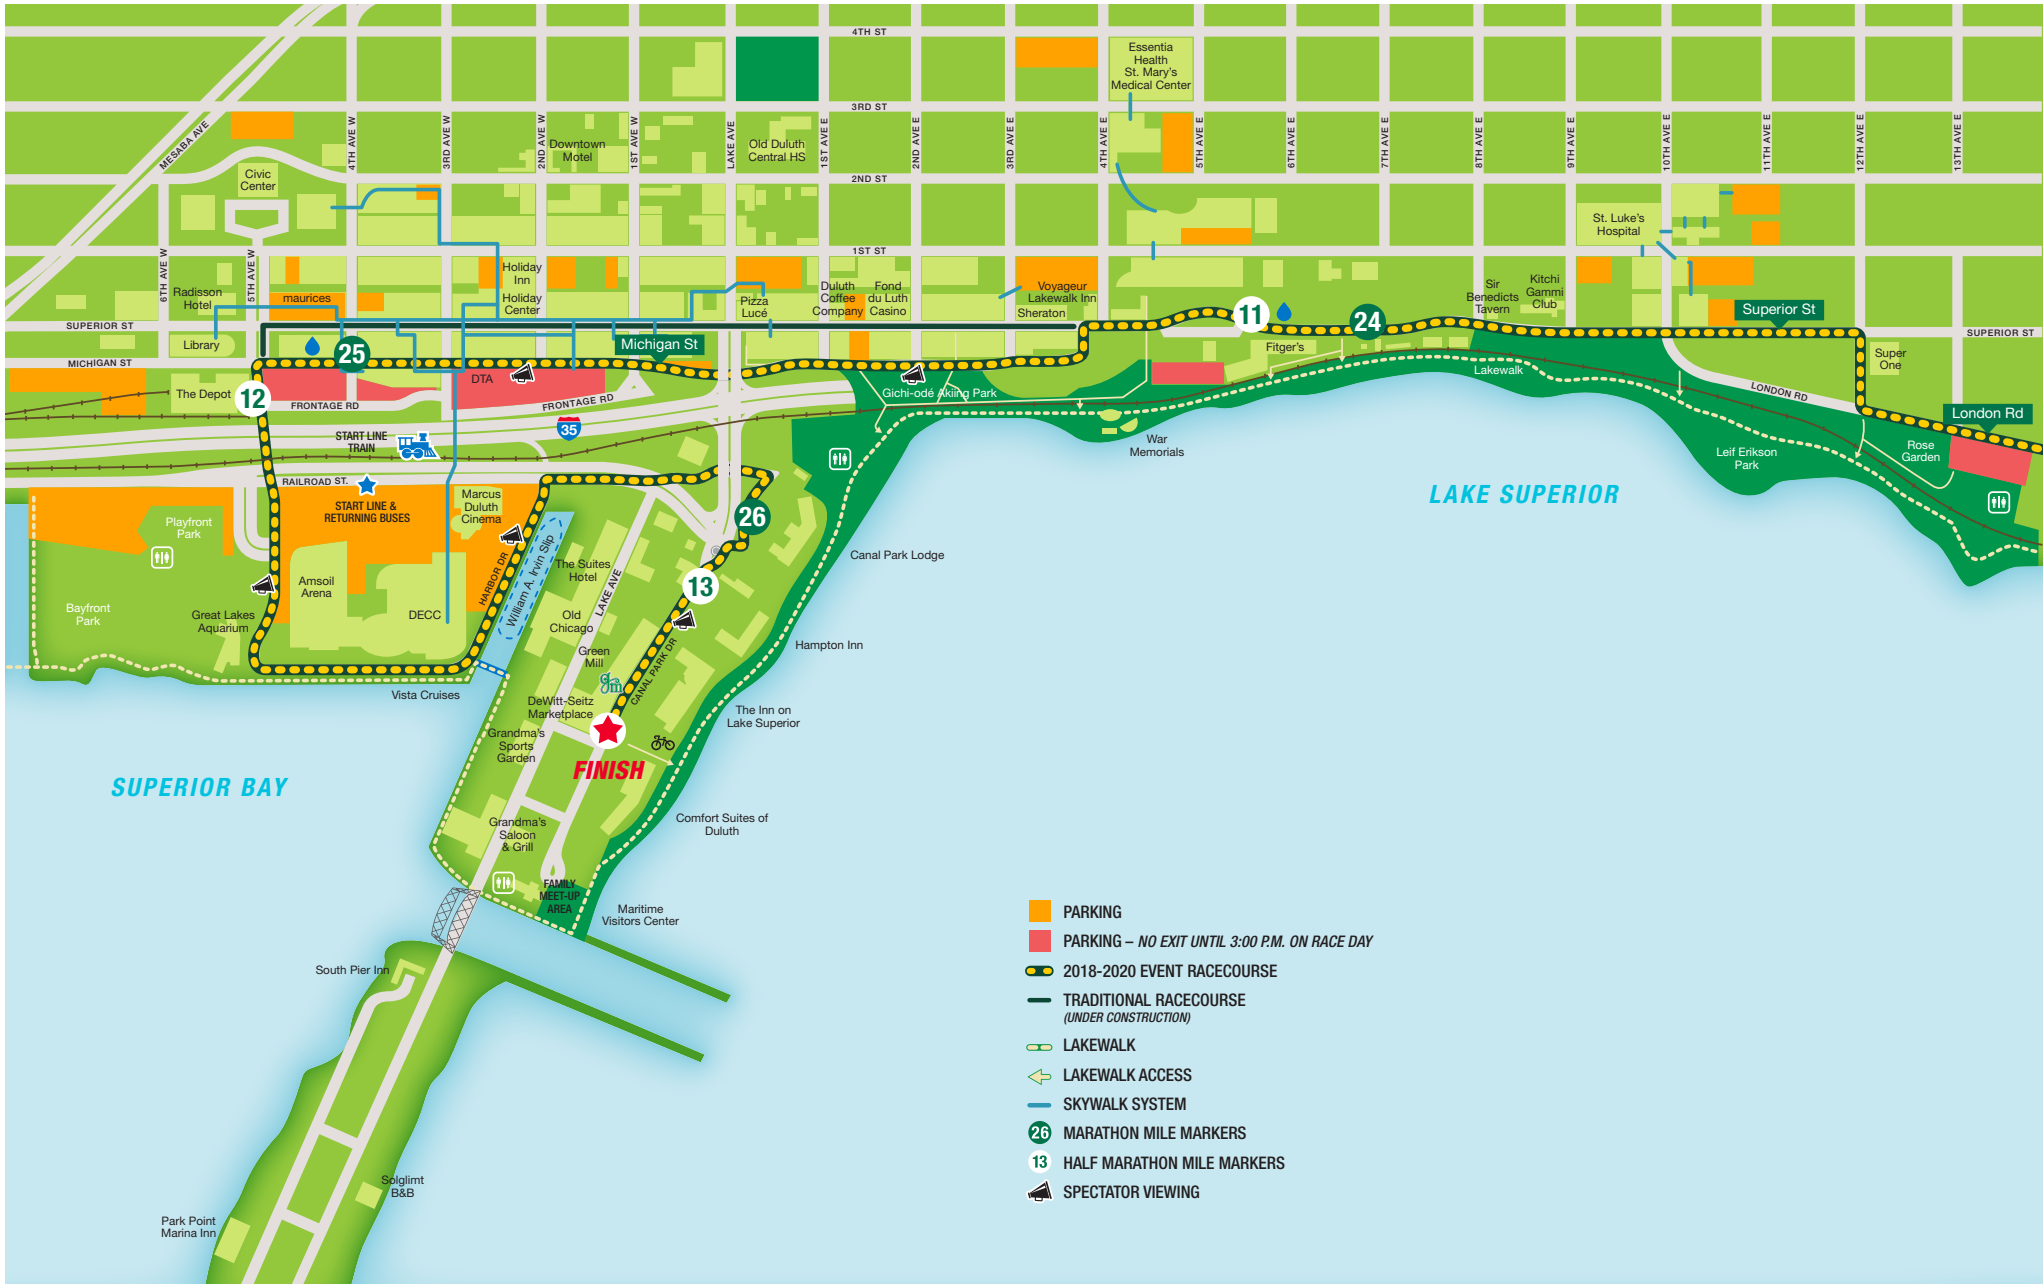 4TH ST
Essentia
Health
St. Mary's
Medical Center
3RD ST
MESABA AVE
4TH AVE W
3RD AVE W
2ND AVE W
1ST AVE W
LAKE AVE
1ST AVE E
2ND AVE E
3RD AVE E
4TH AVE E
5TH AVE E
6TH AVE E
7TH AVE E
8TH AVE E
9TH AVE E
10TH AVE E
11TH AVE E
12TH AVE E
13TH AVE E
Downtown
Motel
Old Duluth
Central HS
Civic
Center
2ND ST
St. Luke's
Hospital
1ST ST
6TH AVE W
5TH AVE W
Radisson
Hotel
maurices
Holiday
Inn
Holiday
Center
Pizza
Lucé
Duluth
Coffee
Company
Fond
du Luth
Casino
Voyageur
Lakewalk Inn
Sheraton
Sir
Benedicts
Tavern
Kitchi
Gammi
Club
Superior St
11
24
SUPERIOR ST
SUPERIOR ST
Library
25
Michigan St
Fitger's
Super
One
MICHIGAN ST
The Depot
12
DTA
Gichi-odé Akiing Park
Lakewalk
LONDON RD
London Rd
FRONTAGE RD
FRONTAGE RD
35
START LINE
TRAIN
War
Memorials
Leif Erikson
Park
Rose
Garden
RAILROAD ST.
START LINE &
RETURNING BUSES
Marcus
Duluth
Cinema
LAKE SUPERIOR
26
Playfront
Park
Canal Park Lodge
William A. Irvin Slip
The Suites
Hotel
HARBOR DR
LAKE AVE
13
Amsoil
Arena
DECC
Bayfront
Park
Great Lakes
Aquarium
Old
Chicago
Green
Mill
gm
CANAL PARK DR
Hampton Inn
Vista Cruises
DeWitt-Seitz
Marketplace
The Inn on
Lake Superior
Grandma's
Sports
Garden
FINISH
SUPERIOR BAY
Grandma's
Saloon
& Grill
Comfort Suites of
Duluth
FAMILY
MEET-UP
AREA
Maritime
Visitors Center
South Pier Inn
Solglimt
B&B
Park Point
Marina Inn
PARKING
PARKING – NO EXIT UNTIL 3:00 P.M. ON RACE DAY
2018-2020 EVENT RACECOURSE
TRADITIONAL RACECOURSE
(UNDER CONSTRUCTION)
LAKEWALK
LAKEWALK ACCESS
SKYWALK SYSTEM
26 MARATHON MILE MARKERS
13 HALF MARATHON MILE MARKERS
SPECTATOR VIEWING